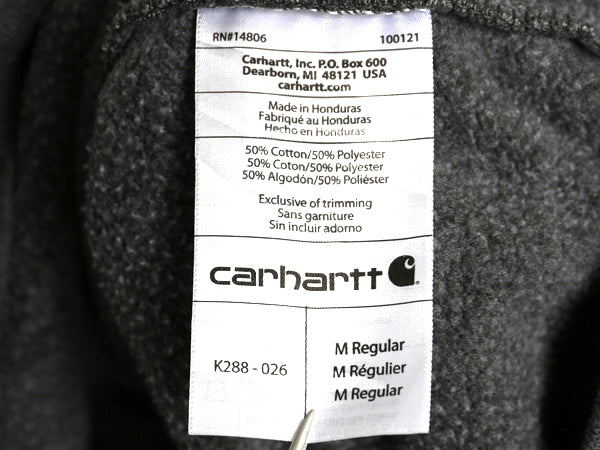 RN#14806 100121
Carhartt, Inc. P.O. Box 600
Dearborn, MI 48121 USA
carhartt.com
Made in Honduras
Fabriqué au Honduras
Hecho en Honduras
50% Cotton/50% Polyester
50% Coton/50% Polyester
50% Algodón/50% Poliéster
Exclusive of trimming
Sans garniture
Sin incluir adorno
carhartt
K288 - 026
M Regular
M Régulier
M Regular